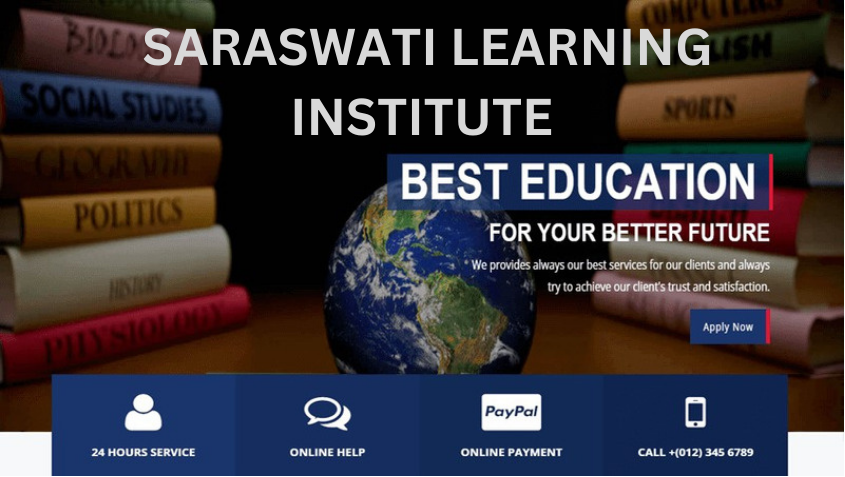 SARASWATI LEARNING
INSTITUTE
BIOLOGY
SOCIAL STUDIES
GEOGRAPHY
POLITICS
HISTORY
PHYSIOLOGY
COMPUTERS
SPORTS
BEST EDUCATION
FOR YOUR BETTER FUTURE
We provides always our best services for our clients and always
try to achieve our client's trust and satisfaction.
Apply Now
PayPal
24 HOURS SERVICE
ONLINE HELP
ONLINE PAYMENT
CALL +(012) 345 6789